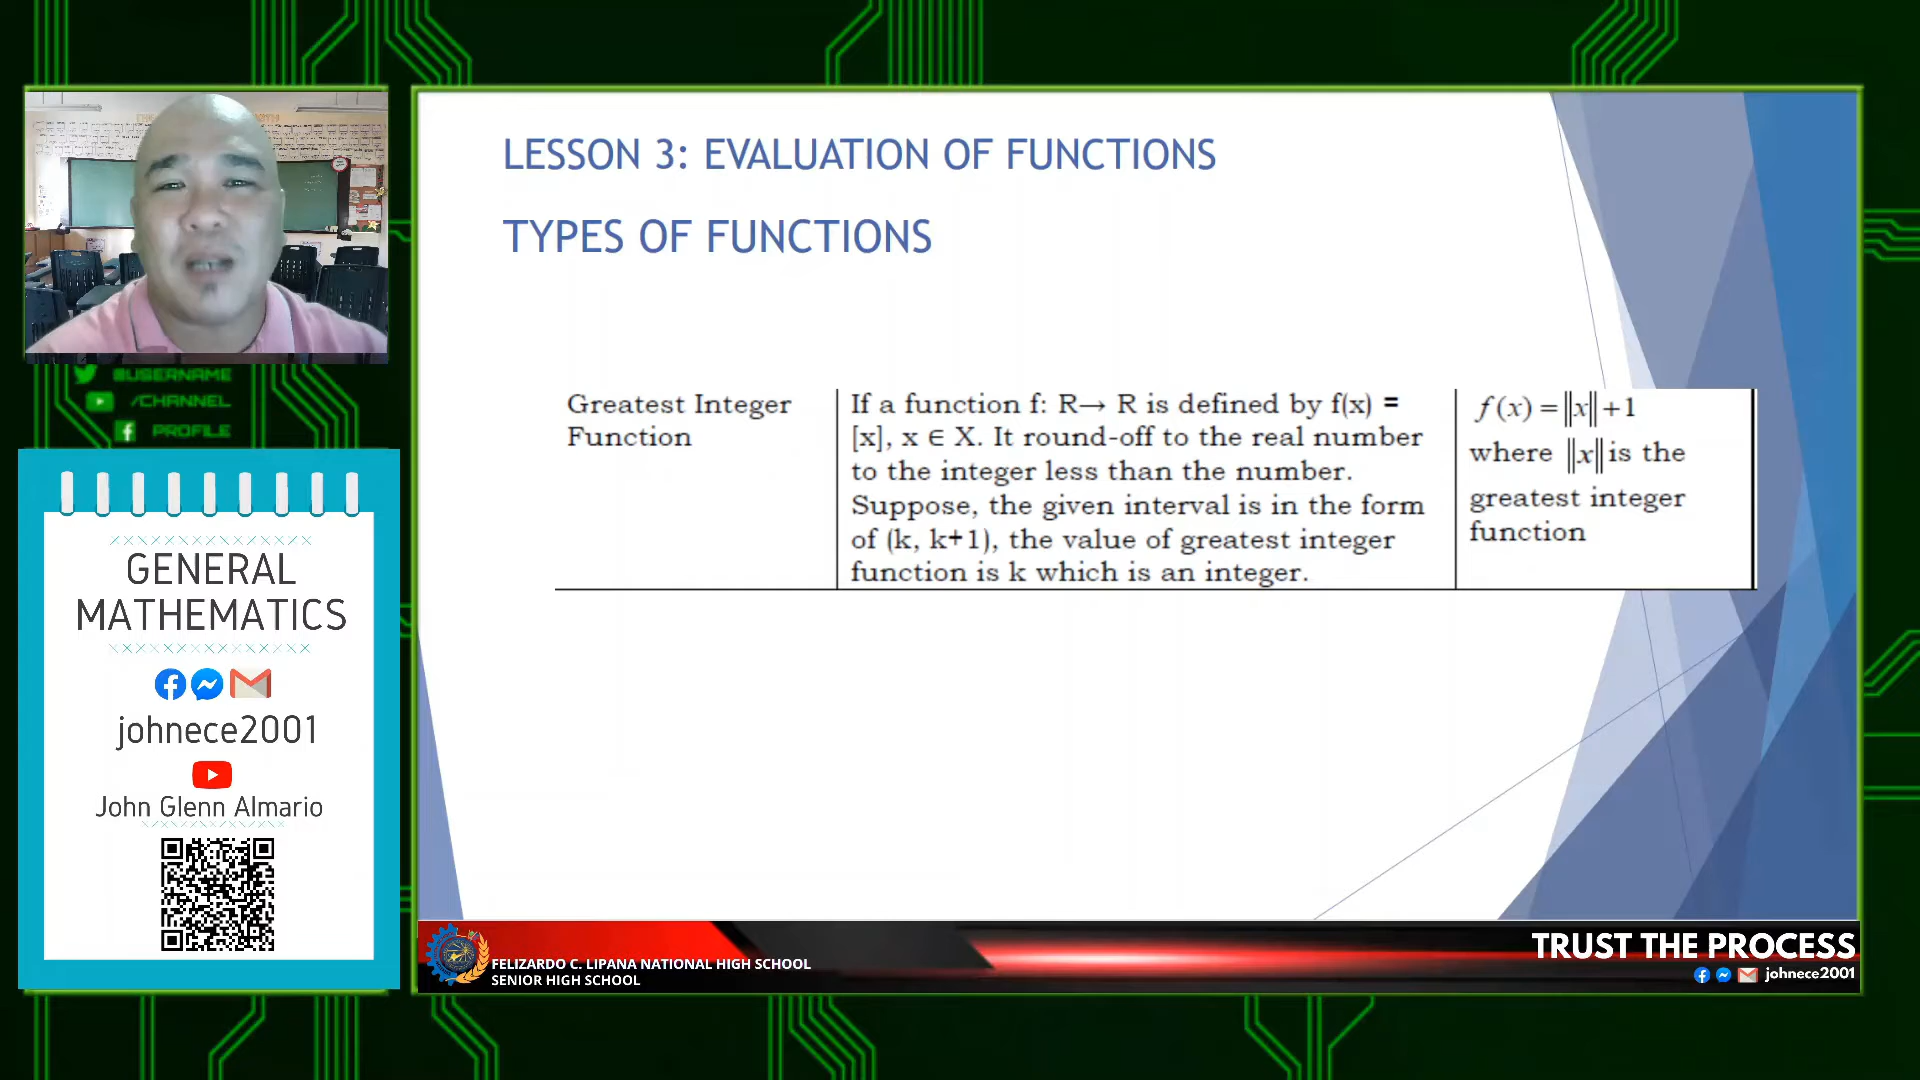 LESSON 3: EVALUATION OF FUNCTIONS
TYPES OF FUNCTIONS
@USERNAME
/CHANNEL
PROFILE
GENERAL
MATHEMATICS
johnece2001
John Glenn Almario
Greatest Integer
Function
If a function f: R→ R is defined by f(x) =
[x], x ∈ X. It round-off to the real number
to the integer less than the number.
Suppose, the given interval is in the form
of (k, k+1), the value of greatest integer
function is k which is an integer.
f(x) = ||x|| + 1
where ||x|| is the
greatest integer
function
FELIZARDO C. LIPANA NATIONAL HIGH SCHOOL
SENIOR HIGH SCHOOL
TRUST THE PROCESS
johnece2001